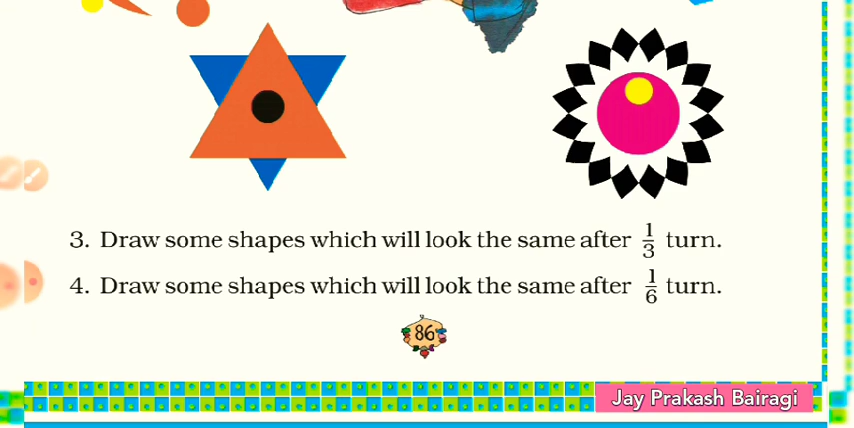 3. Draw some shapes which will look the same after 1/3 turn.
4. Draw some shapes which will look the same after 1/6 turn.
86
Jay Prakash Bairagi